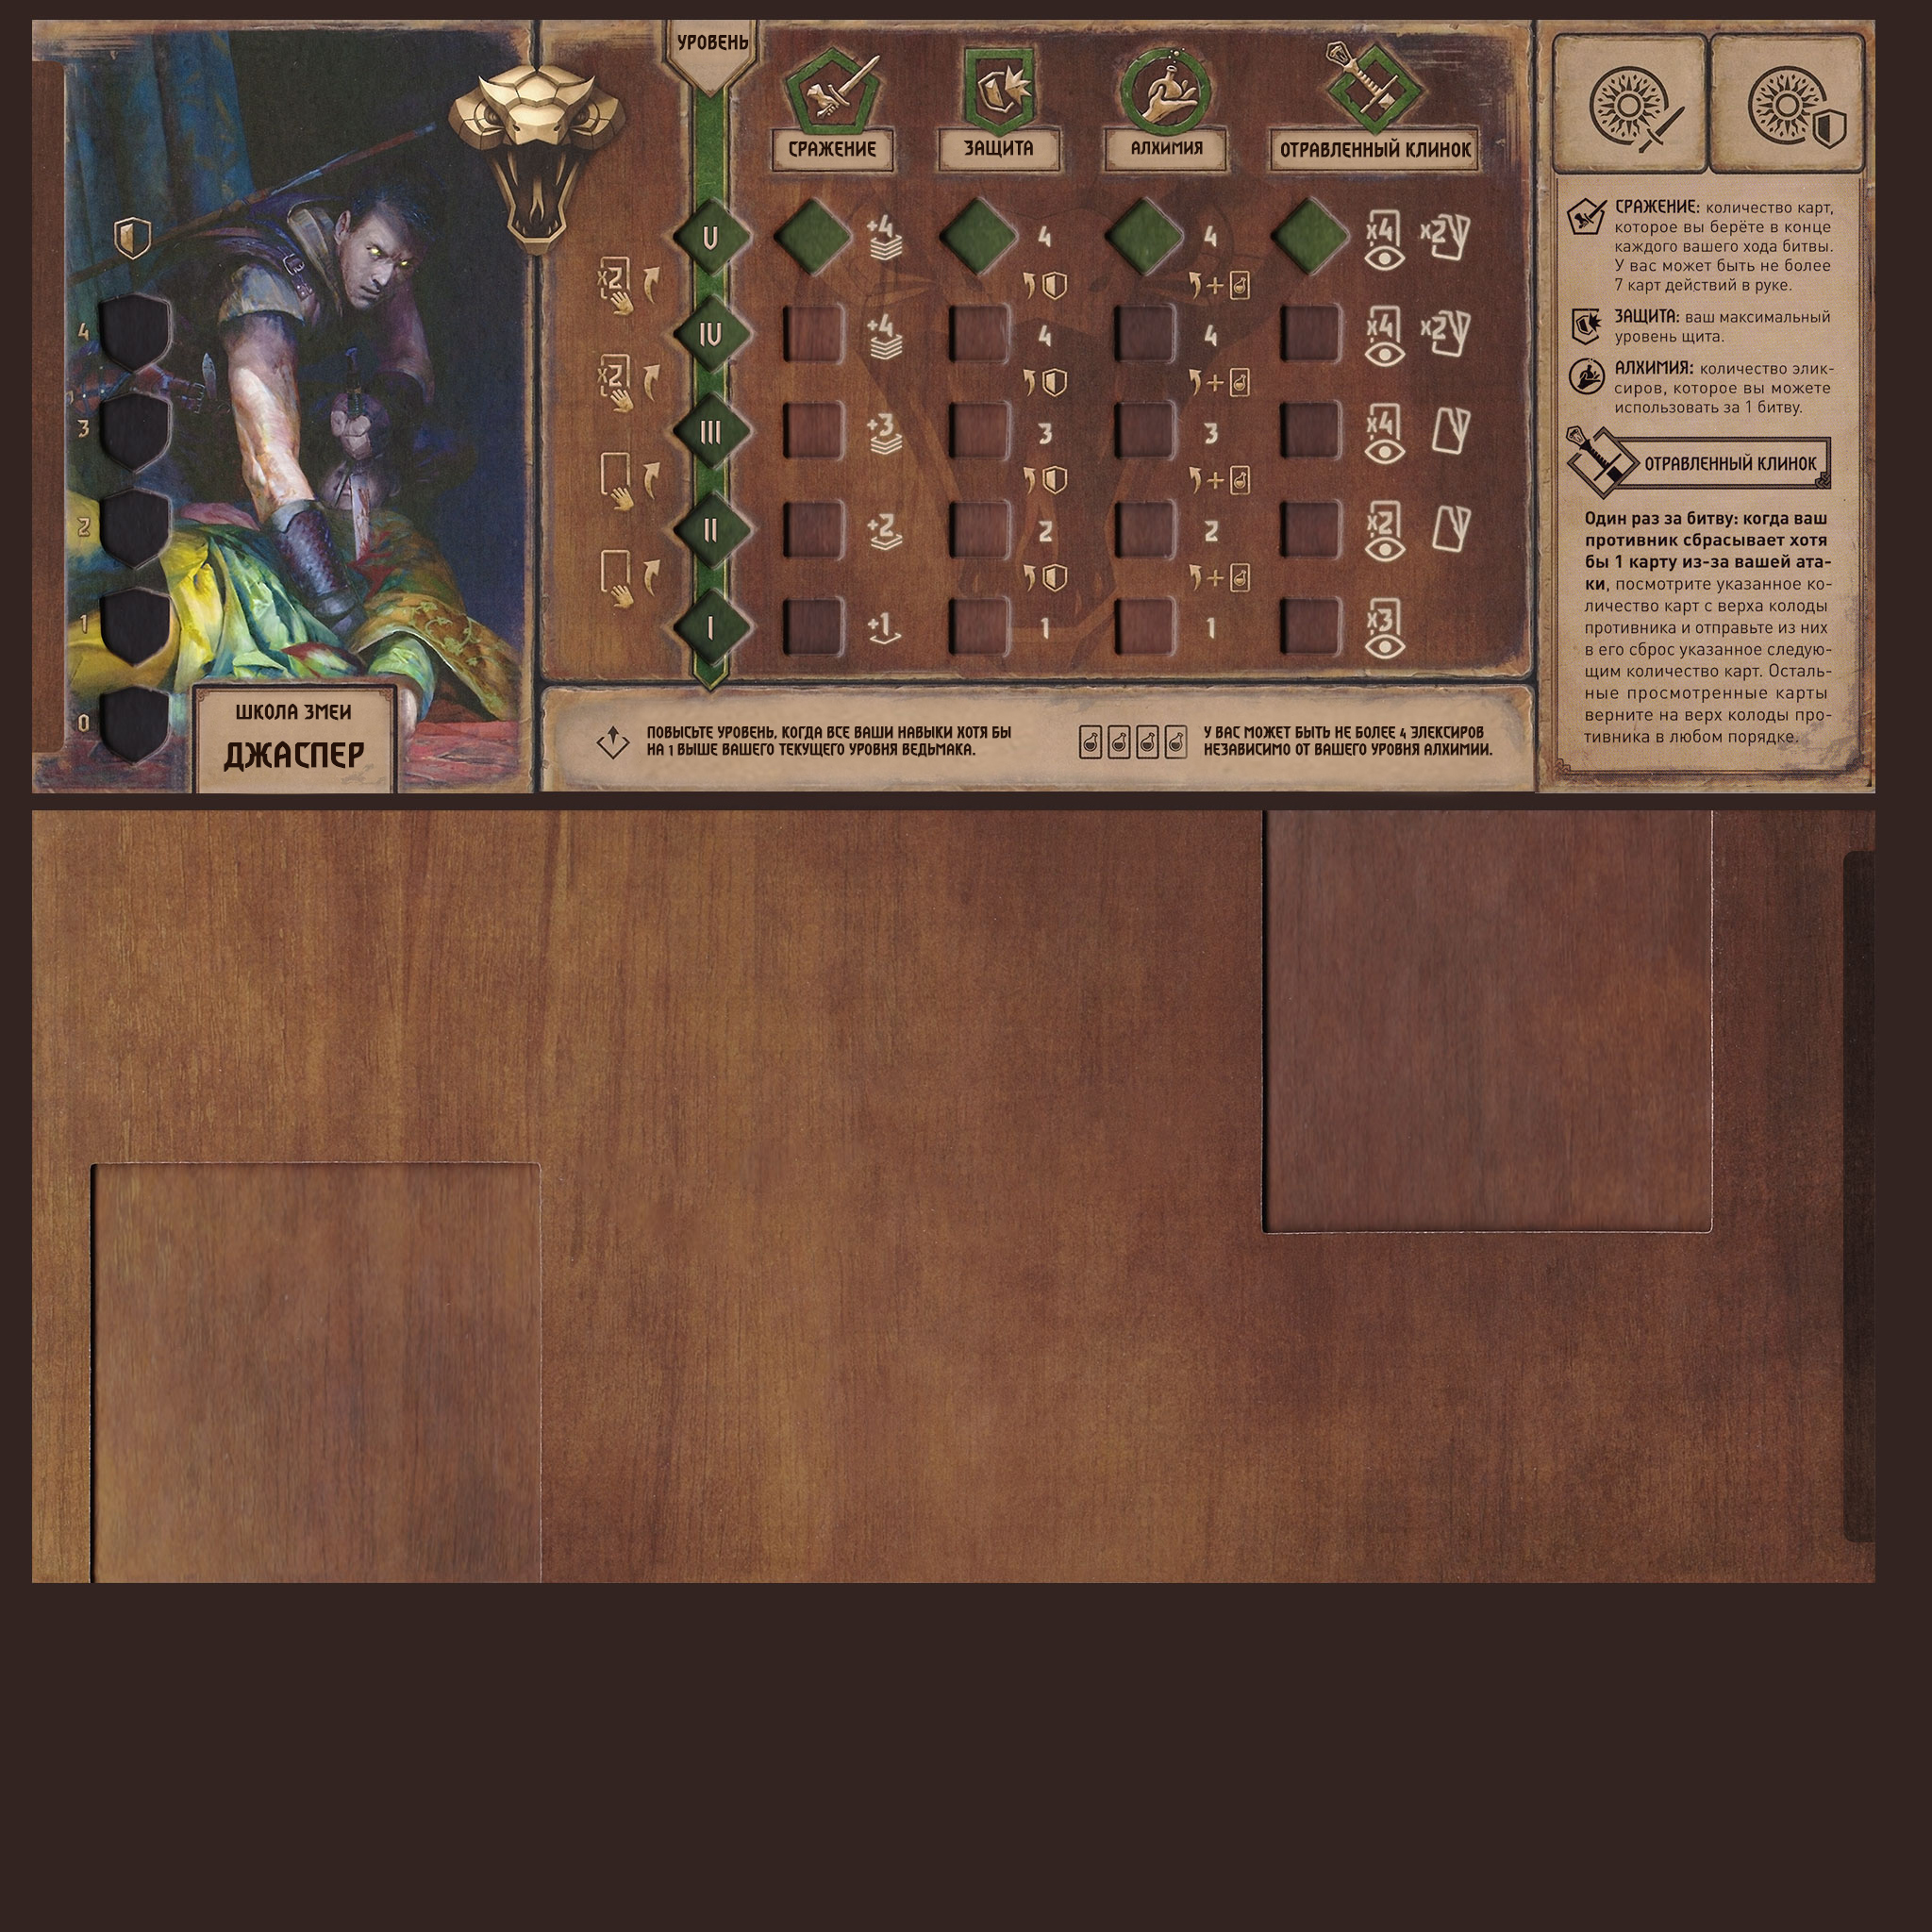 УРОВЕНЬ
СРАЖЕНИЕ
ЗАЩИТА
АЛХИМИЯ
ОТРАВЛЕННЫЙ КЛИНОК
V +4 4 4 x4 x2
x2
4 IV +4 4 4 x4 x2
x2
3 III +3 3 3 x4
2 II +2 2 2 x2
1 I +1 1 1 x3
0
ШКОЛА ЗМЕИ
ДЖАСПЕР
ПОВЫСЬТЕ УРОВЕНЬ, КОГДА ВСЕ ВАШИ НАВЫКИ ХОТЯ БЫ
НА 1 ВЫШЕ ВАШЕГО ТЕКУЩЕГО УРОВНЯ ВЕДЬМАКА.
У ВАС МОЖЕТ БЫТЬ НЕ БОЛЕЕ 4 ЭЛЕКСИРОВ
НЕЗАВИСИМО ОТ ВАШЕГО УРОВНЯ АЛХИМИИ.
СРАЖЕНИЕ: количество карт,
которое вы берёте в конце
каждого вашего хода битвы.
У вас может быть не более
7 карт действий в руке.
ЗАЩИТА: ваш максимальный
уровень щита.
АЛХИМИЯ: количество элик-
сиров, которое вы можете
использовать за 1 битву.
ОТРАВЛЕННЫЙ КЛИНОК
Один раз за битву: когда ваш
противник сбрасывает хотя
бы 1 карту из-за вашей ата-
ки, посмотрите указанное ко-
личество карт с верха колоды
противника и отправьте из них
в его сброс указанное следую-
щим количество карт. Осталь-
ные просмотренные карты
верните на верх колоды про-
тивника в любом порядке.